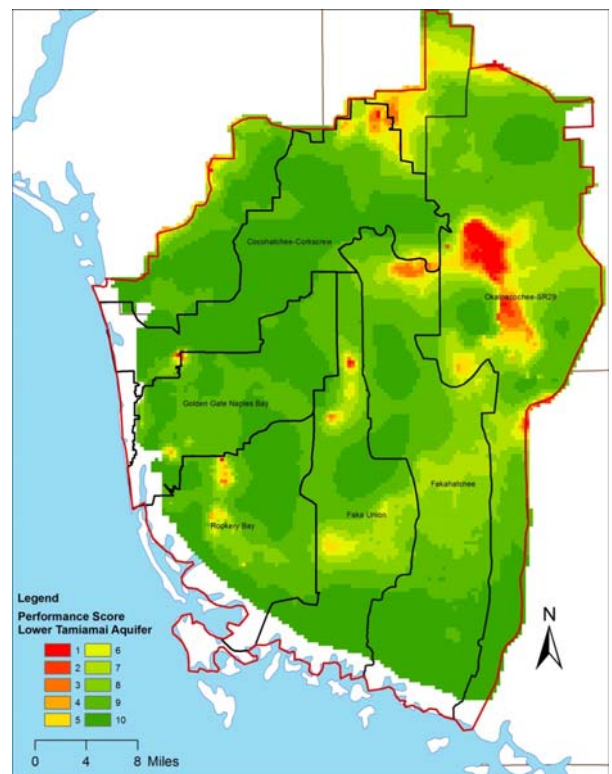 Cocohatchee-Corkscrew
Okaloacoochee-SR29
Golden Gate Naples Bay
Fakahatchee
Faka Union
Rookery Bay
Legend
Performance Score
Lower Tamiamai Aquifer
1 6
2 7
3 8
4 9
5 10
0 4 8 Miles
N